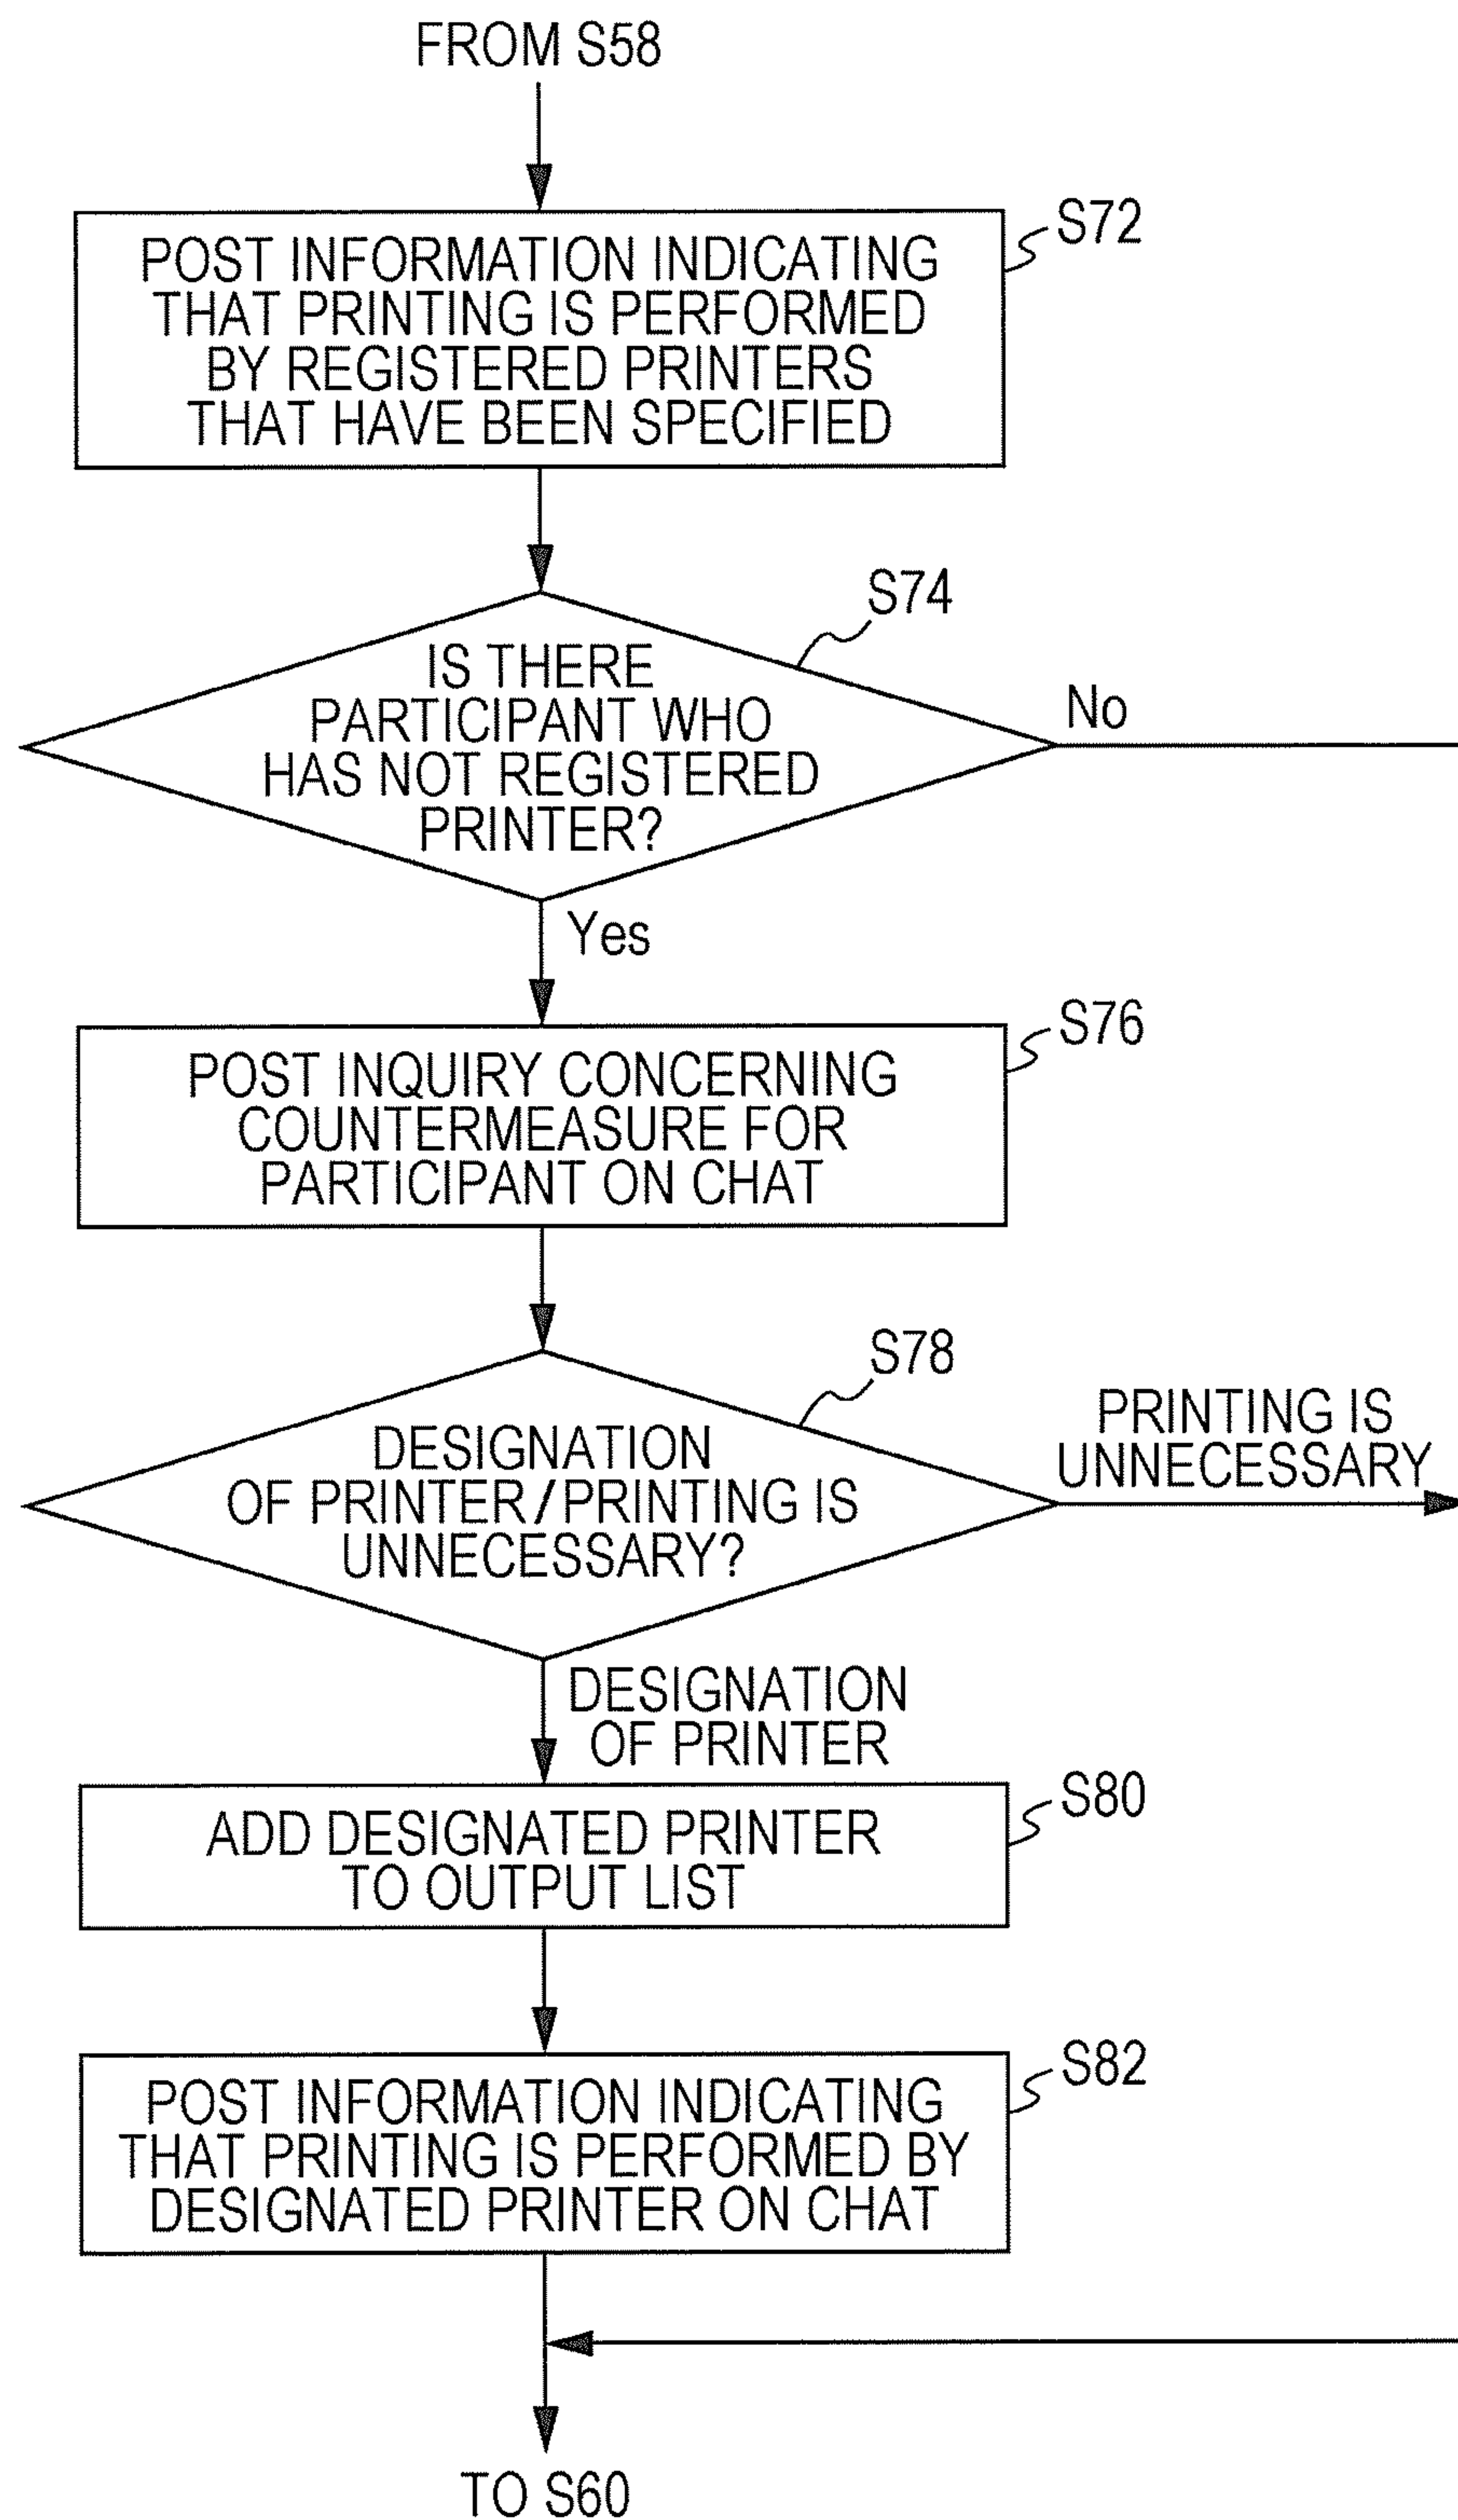 FROM S58
S72
POST INFORMATION INDICATING
THAT PRINTING IS PERFORMED
BY REGISTERED PRINTERS
THAT HAVE BEEN SPECIFIED
S74
IS THERE
PARTICIPANT WHO
HAS NOT REGISTERED
PRINTER?
No
Yes
S76
POST INQUIRY CONCERNING
COUNTERMEASURE FOR
PARTICIPANT ON CHAT
S78
DESIGNATION
OF PRINTER/PRINTING IS
UNNECESSARY?
PRINTING IS
UNNECESSARY
DESIGNATION
OF PRINTER
S80
ADD DESIGNATED PRINTER
TO OUTPUT LIST
S82
POST INFORMATION INDICATING
THAT PRINTING IS PERFORMED BY
DESIGNATED PRINTER ON CHAT
TO S60